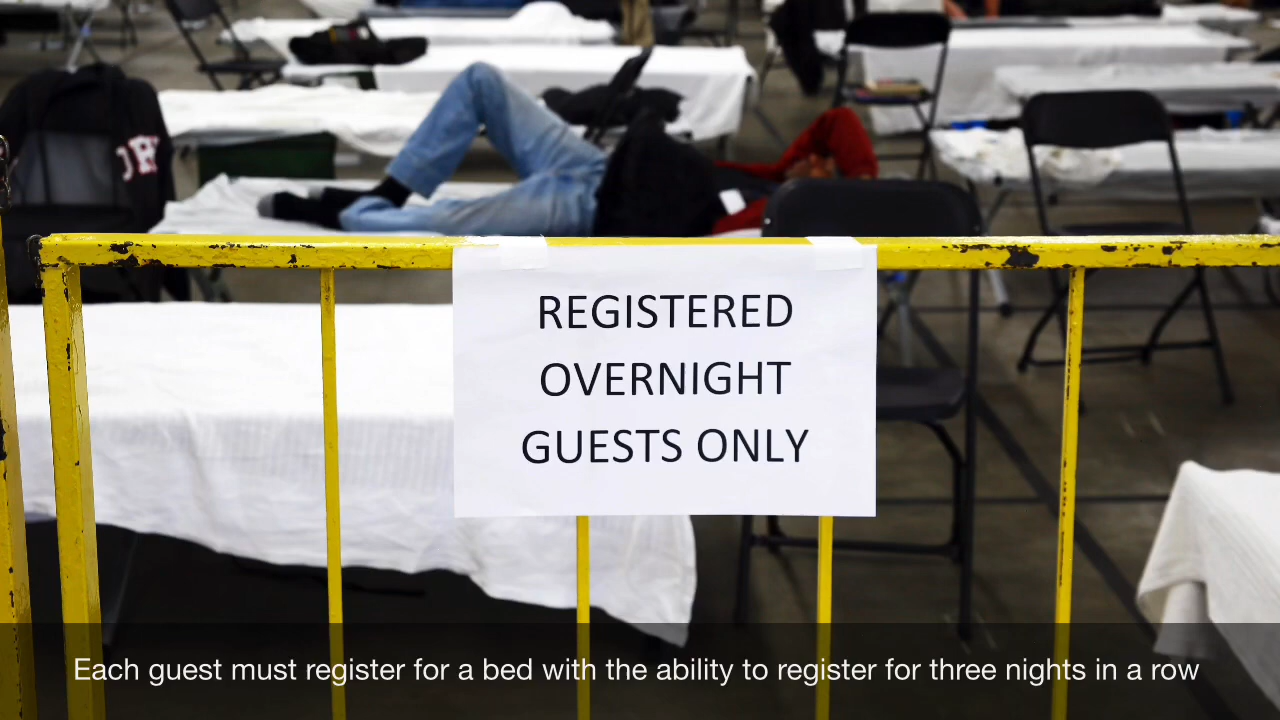 REGISTERED
OVERNIGHT
GUESTS ONLY
Each guest must register for a bed with the ability to register for three nights in a row